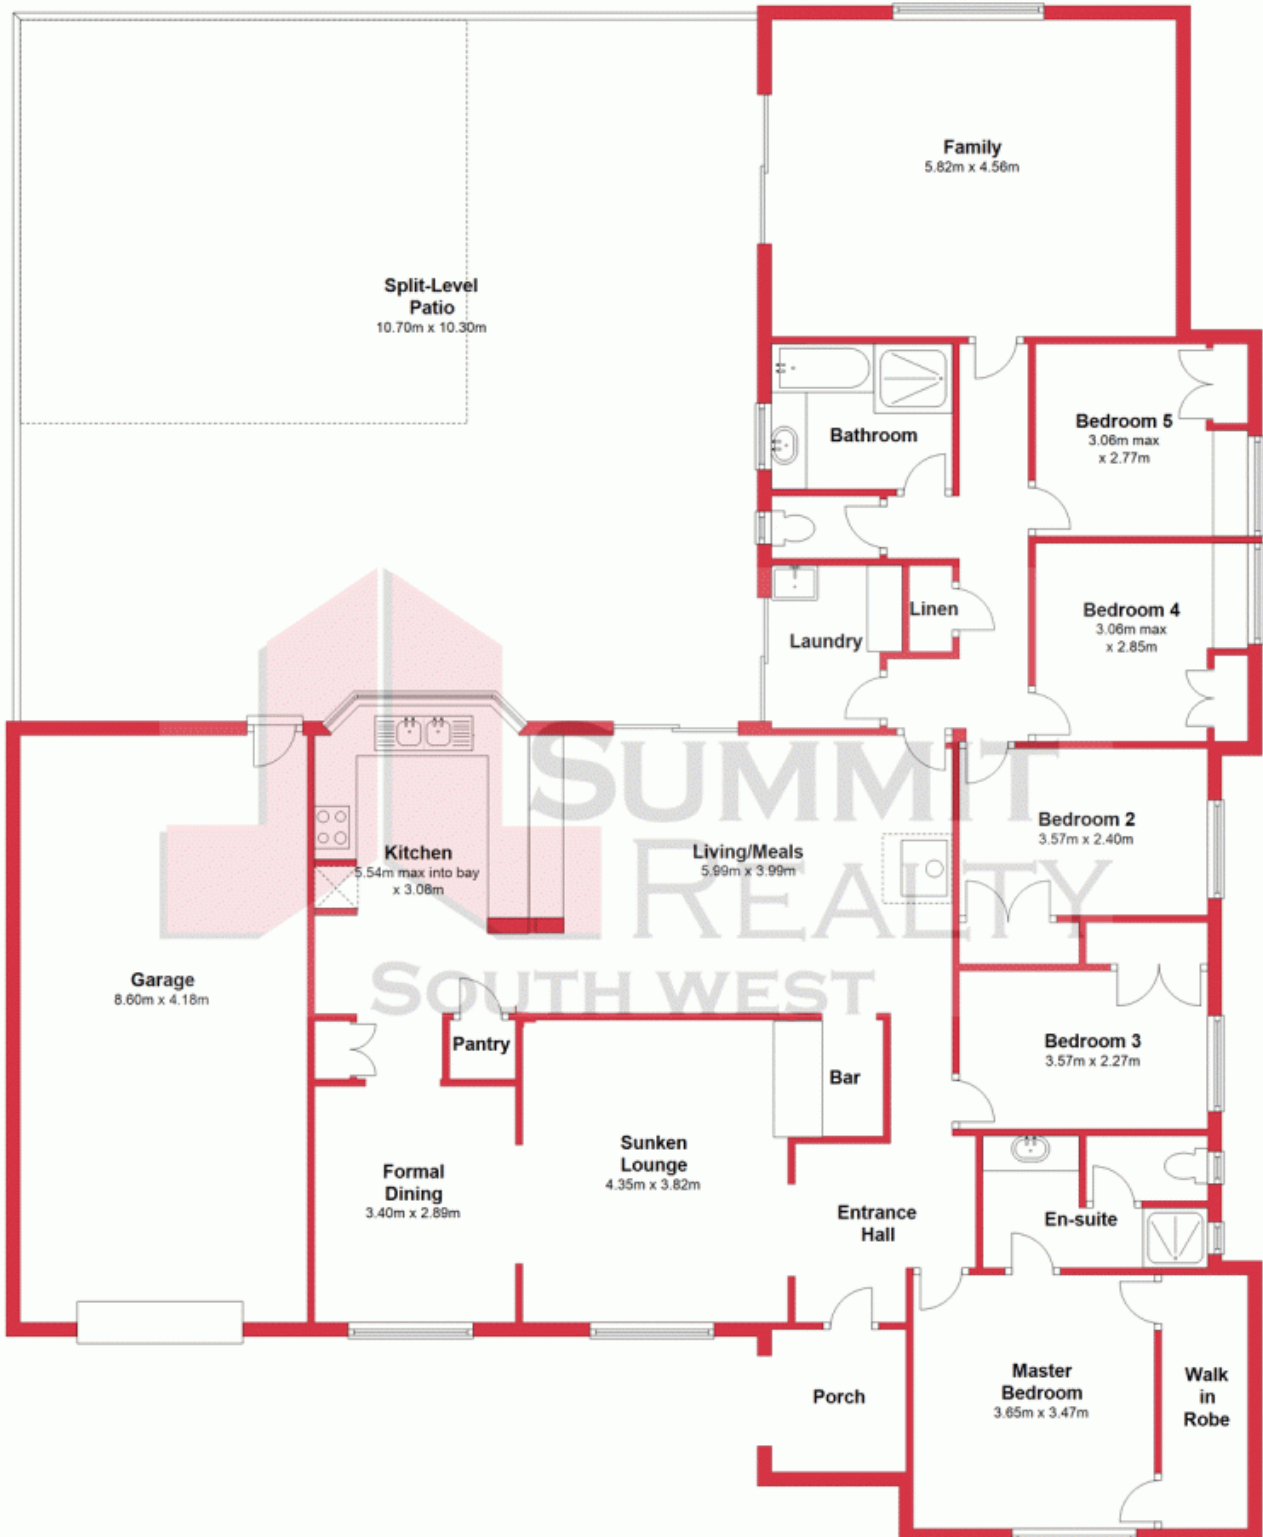 Family
5.82m x 4.56m
Split-Level
Patio
10.70m x 10.30m
Bathroom
Bedroom 5
3.06m max
x 2.77m
Linen
Laundry
Bedroom 4
3.06m max
x 2.85m
SUMMIT
REALTY
SOUTH WEST
Kitchen
5.54m max into bay
x 3.08m
Living/Meals
5.99m x 3.99m
Bedroom 2
3.57m x 2.40m
Garage
8.60m x 4.18m
Pantry
Bar
Bedroom 3
3.57m x 2.27m
Sunken
Lounge
4.35m x 3.82m
Formal
Dining
3.40m x 2.89m
Entrance
Hall
En-suite
Porch
Master
Bedroom
3.65m x 3.47m
Walk
in
Robe